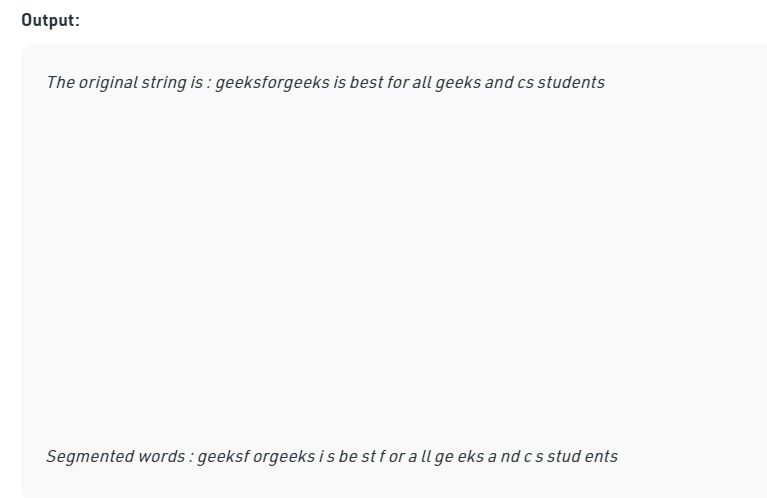 Output:
The original string is : geeksforgeeks is best for all geeks and cs students
Segmented words : geeksf orgeeks i s be st f or a ll ge eks a nd c s stud ents